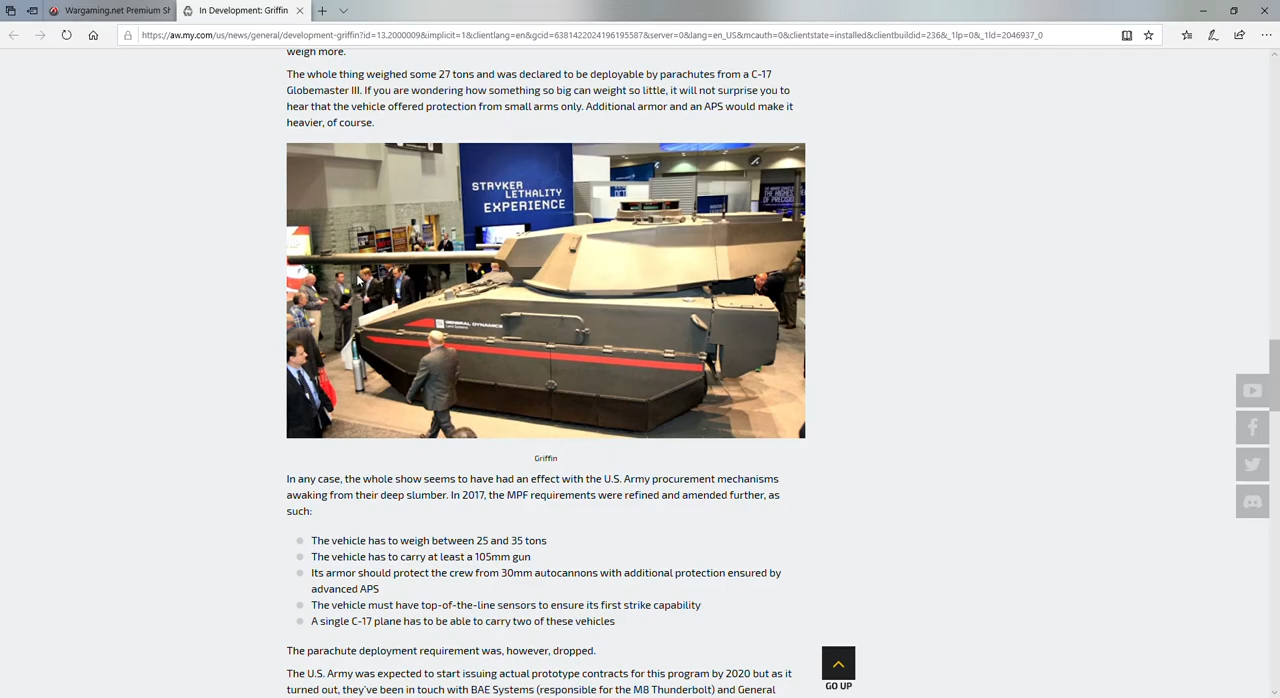 Wargaming.net Premium Sh
In Development: Griffin
https://aw.my.com/us/news/general/development-griffin?id=13.2000009&implicit=1&clientlang=en&gcid=6381422024196195587&server=0&lang=en_US&mcauth=0&clientstate=installed&clientbuildid=236&_1lp=0&_1ld=2046937_0
weigh more.
The whole thing weighed some 27 tons and was declared to be deployable by parachutes from a C-17
Globemaster III. If you are wondering how something so big can weight so little, it will not surprise you to
hear that the vehicle offered protection from small arms only. Additional armor and an APS would make it
heavier, of course.
STRYKER
LETHALITY
EXPERIENCE
GENERAL DYNAMICS
Land Systems
Griffin
In any case, the whole show seems to have had an effect with the U.S. Army procurement mechanisms
awaking from their deep slumber. In 2017, the MPF requirements were refined and amended further, as
such:
The vehicle has to weigh between 25 and 35 tons
The vehicle has to carry at least a 105mm gun
Its armor should protect the crew from 30mm autocannons with additional protection ensured by
advanced APS
The vehicle must have top-of-the-line sensors to ensure its first strike capability
A single C-17 plane has to be able to carry two of these vehicles
The parachute deployment requirement was, however, dropped.
GO UP
The U.S. Army was expected to start issuing actual prototype contracts for this program by 2020 but as it
turned out, they've been in touch with BAE Systems (responsible for the M8 Thunderbolt) and General